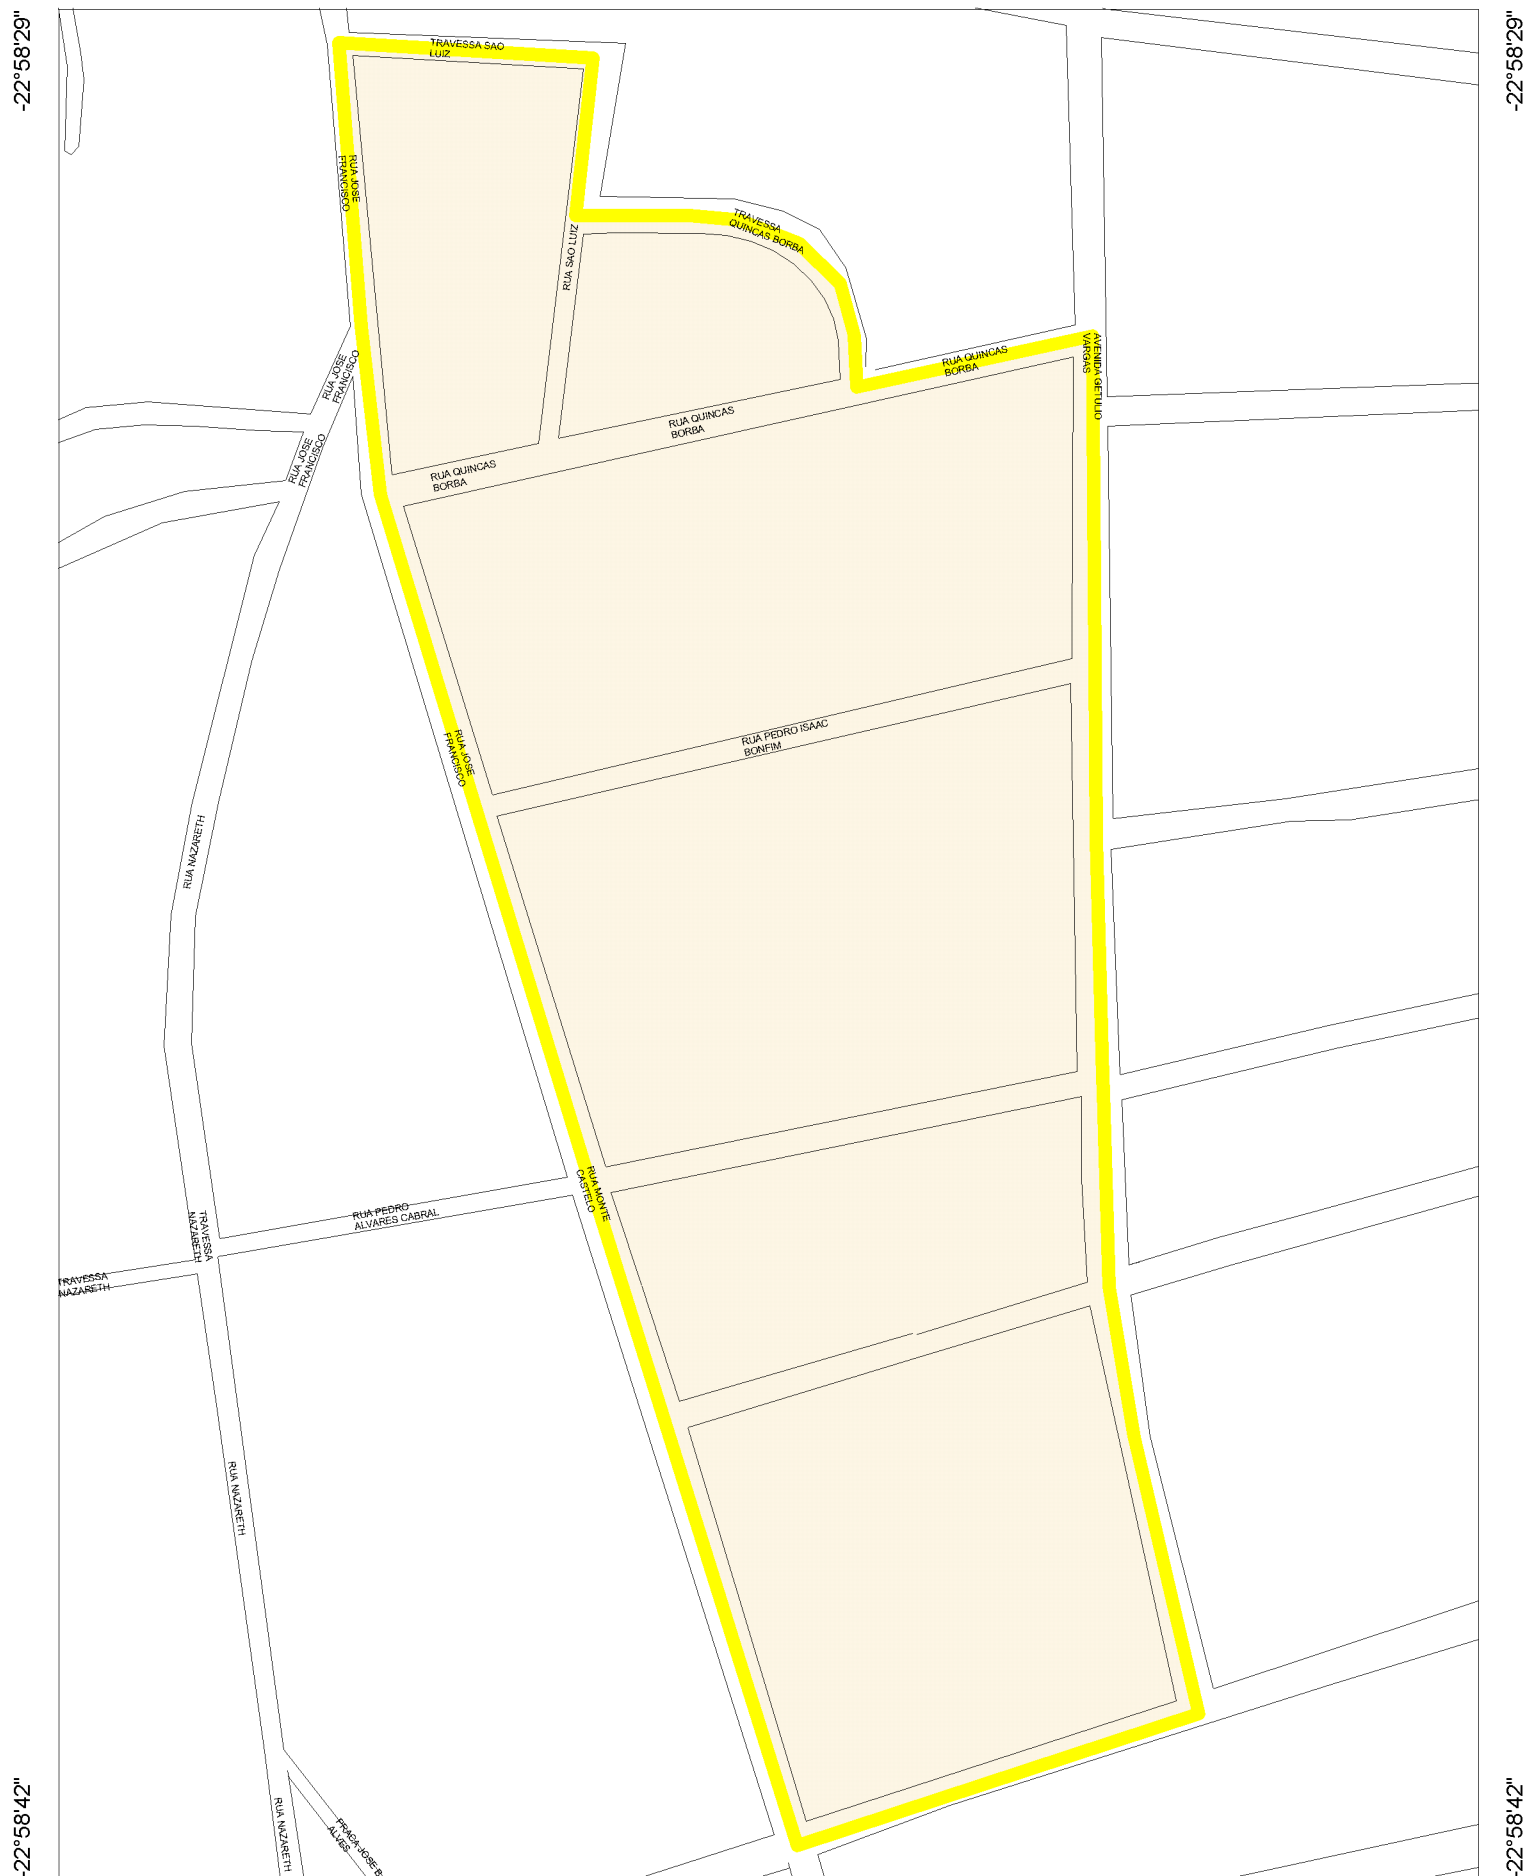 -22°58'29"
-22°58'29"
TRAVESSA SAO
LUIZ
RUA JOSE
FRANCISCO
TRAVESSA
QUINCAS BORBA
RUA SAO LUIZ
AVENIDA GETULIO
VARGAS
RUA QUINCAS
BORBA
RUA JOSE
FRANCISCO
RUA QUINCAS
BORBA
RUA JOSE
FRANCISCO
RUA QUINCAS
BORBA
RUA PEDRO ISAAC
BONFIM
RUA JOSE
FRANCISCO
RUA NAZARETH
RUA MONTE
CASTELO
RUA PEDRO
ALVARES CABRAL
TRAVESSA
NAZARETH
TRAVESSA
NAZARETH
RUA NAZARETH
RUA NAZARETH
PRACA JOSE B
ALVES
-22°58'42"
-22°58'42"